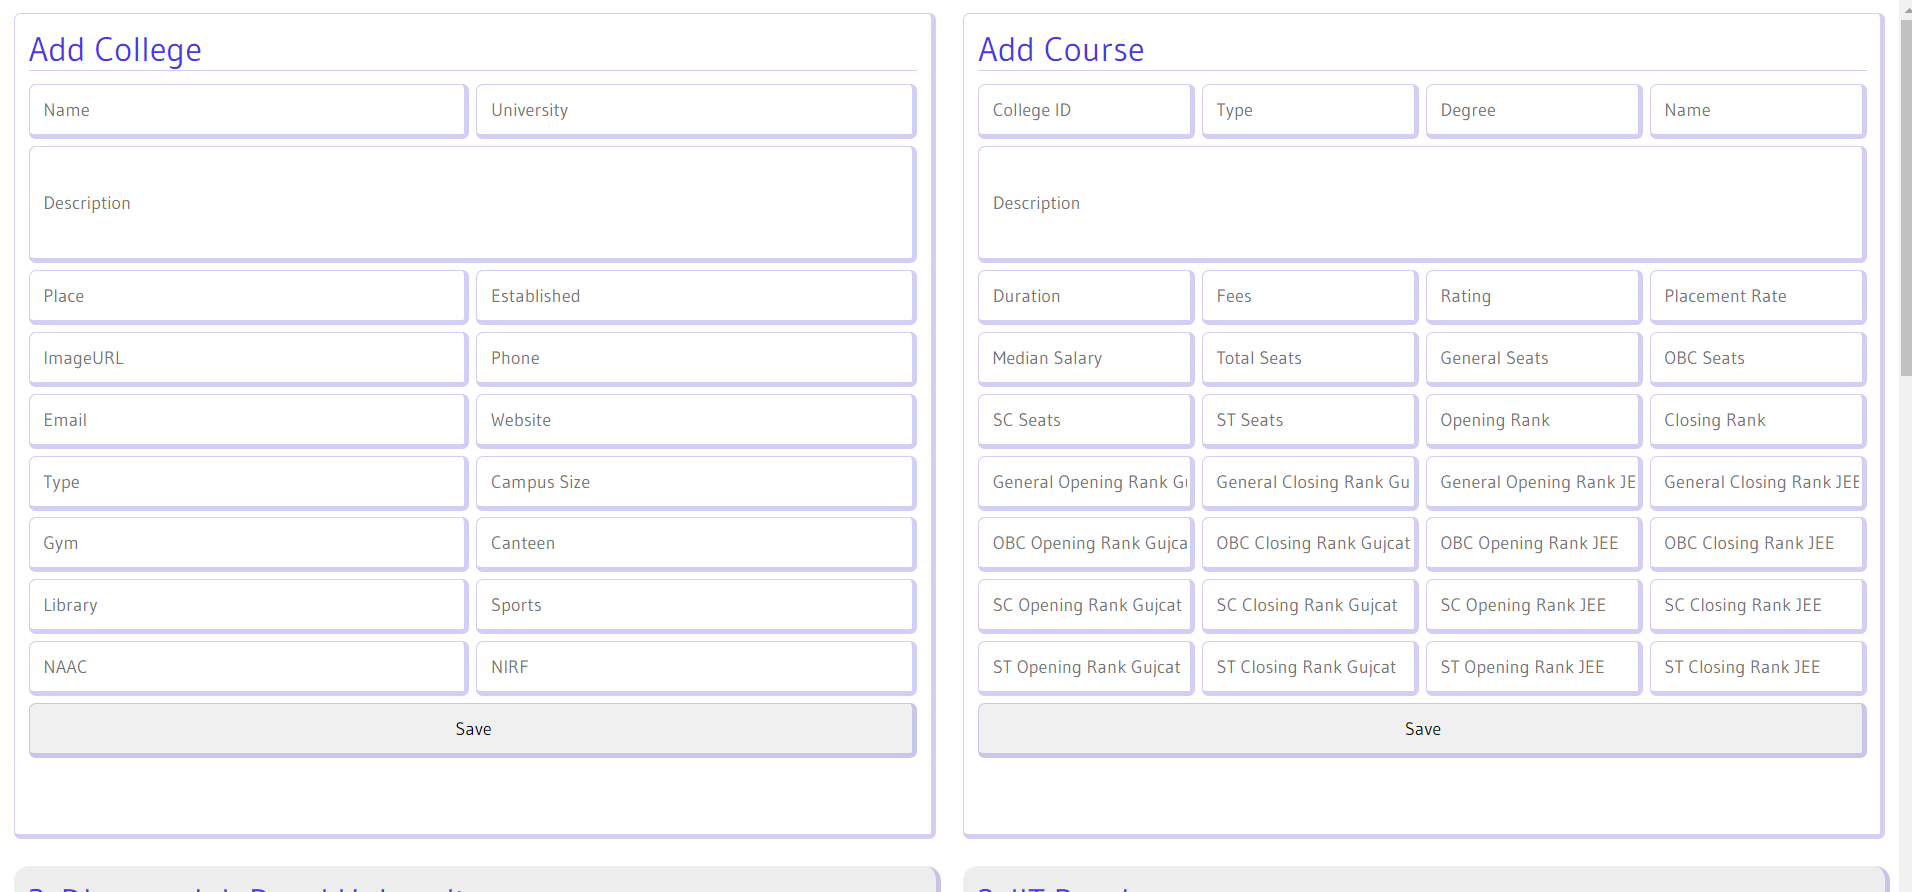 Add College
Name
University
Description
Place
Established
ImageURL
Phone
Email
Website
Type
Campus Size
Gym
Canteen
Library
Sports
NAAC
NIRF
Save
Add Course
College ID
Type
Degree
Name
Description
Duration
Fees
Rating
Placement Rate
Median Salary
Total Seats
General Seats
OBC Seats
SC Seats
ST Seats
Opening Rank
Closing Rank
General Opening Rank Gu
General Closing Rank Gu
General Opening Rank JE
General Closing Rank JEE
OBC Opening Rank Gujca
OBC Closing Rank Gujcat
OBC Opening Rank JEE
OBC Closing Rank JEE
SC Opening Rank Gujcat
SC Closing Rank Gujcat
SC Opening Rank JEE
SC Closing Rank JEE
ST Opening Rank Gujcat
ST Closing Rank Gujcat
ST Opening Rank JEE
ST Closing Rank JEE
Save